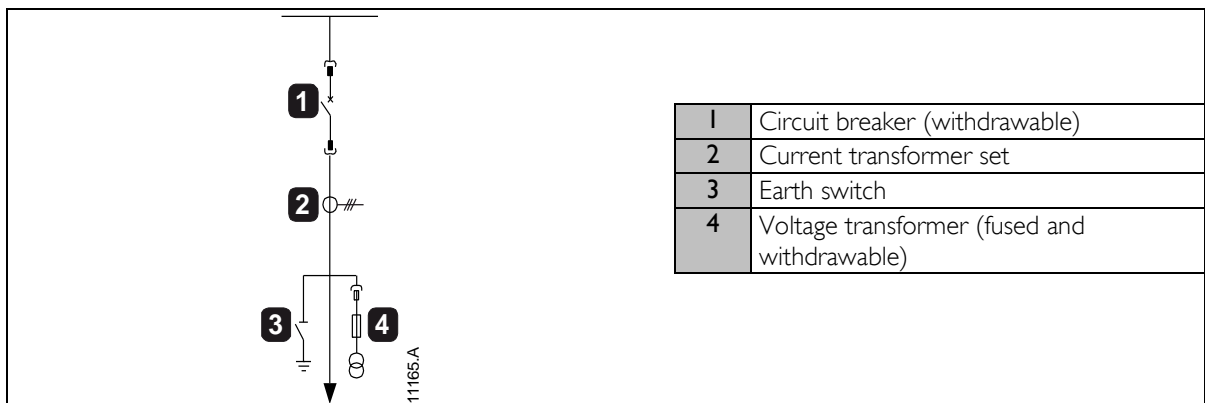 1
2
3
4
11165.A
1 Circuit breaker (withdrawable)
2 Current transformer set
3 Earth switch
4 Voltage transformer (fused and
withdrawable)